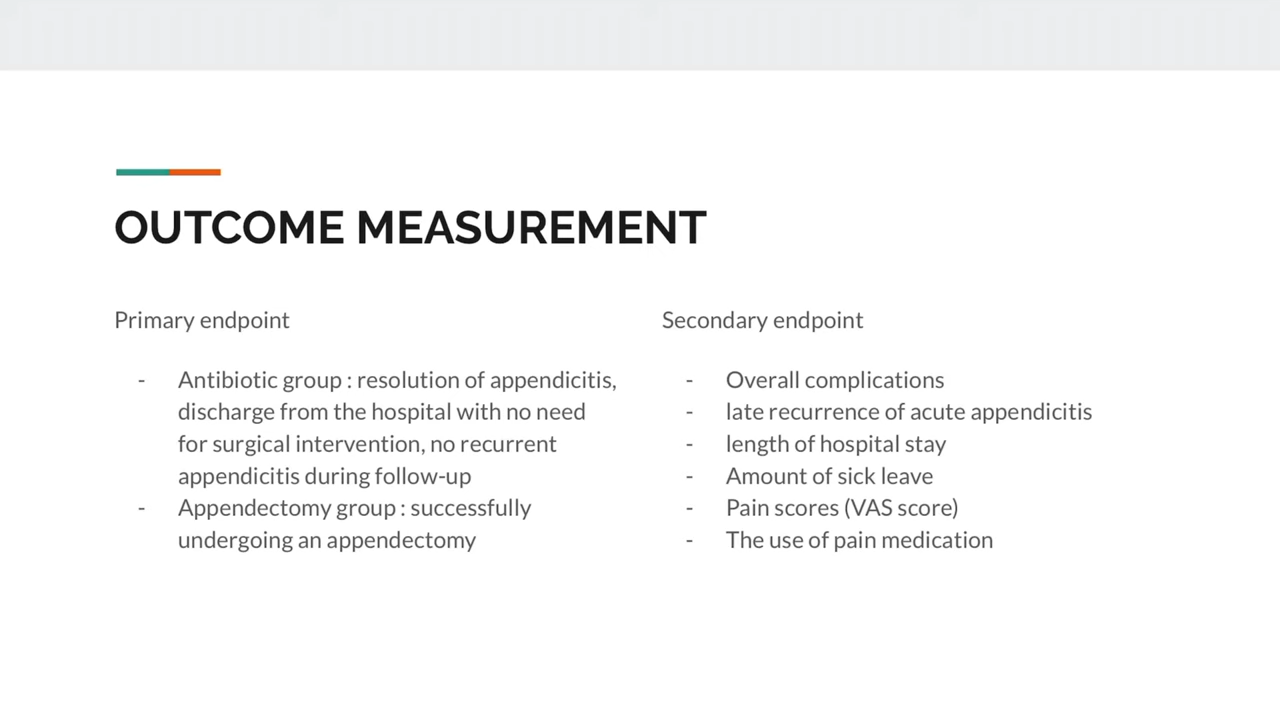 OUTCOME MEASUREMENT
Primary endpoint
- Antibiotic group : resolution of appendicitis,
discharge from the hospital with no need
for surgical intervention, no recurrent
appendicitis during follow-up
- Appendectomy group : successfully
undergoing an appendectomy
Secondary endpoint
- Overall complications
- late recurrence of acute appendicitis
- length of hospital stay
- Amount of sick leave
- Pain scores (VAS score)
- The use of pain medication